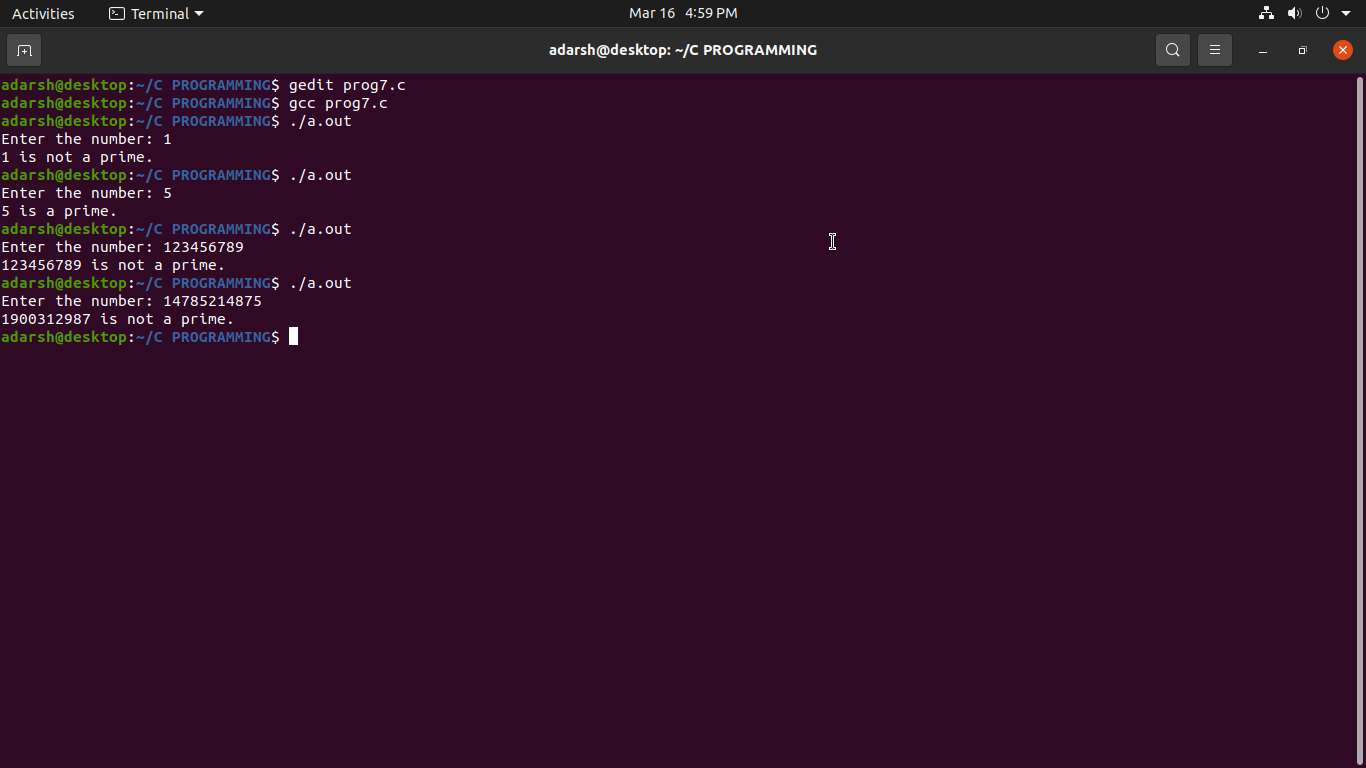 Activities Terminal Mar 16 4:59 PM
adarsh@desktop: ~/C PROGRAMMING
adarsh@desktop:~/C PROGRAMMING$ gedit prog7.c
adarsh@desktop:~/C PROGRAMMING$ gcc prog7.c
adarsh@desktop:~/C PROGRAMMING$ ./a.out
Enter the number: 1
1 is not a prime.
adarsh@desktop:~/C PROGRAMMING$ ./a.out
Enter the number: 5
5 is a prime.
adarsh@desktop:~/C PROGRAMMING$ ./a.out
Enter the number: 123456789
123456789 is not a prime.
adarsh@desktop:~/C PROGRAMMING$ ./a.out
Enter the number: 14785214875
1900312987 is not a prime.
adarsh@desktop:~/C PROGRAMMING$